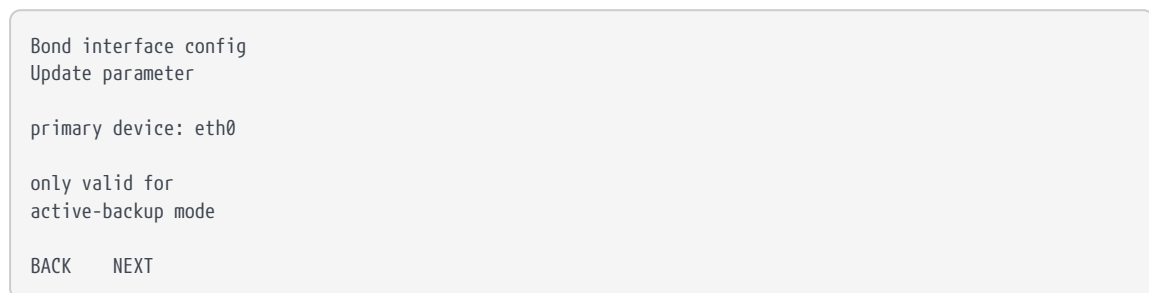 Bond interface config
Update parameter
primary device: eth0
only valid for
active-backup mode
BACK    NEXT